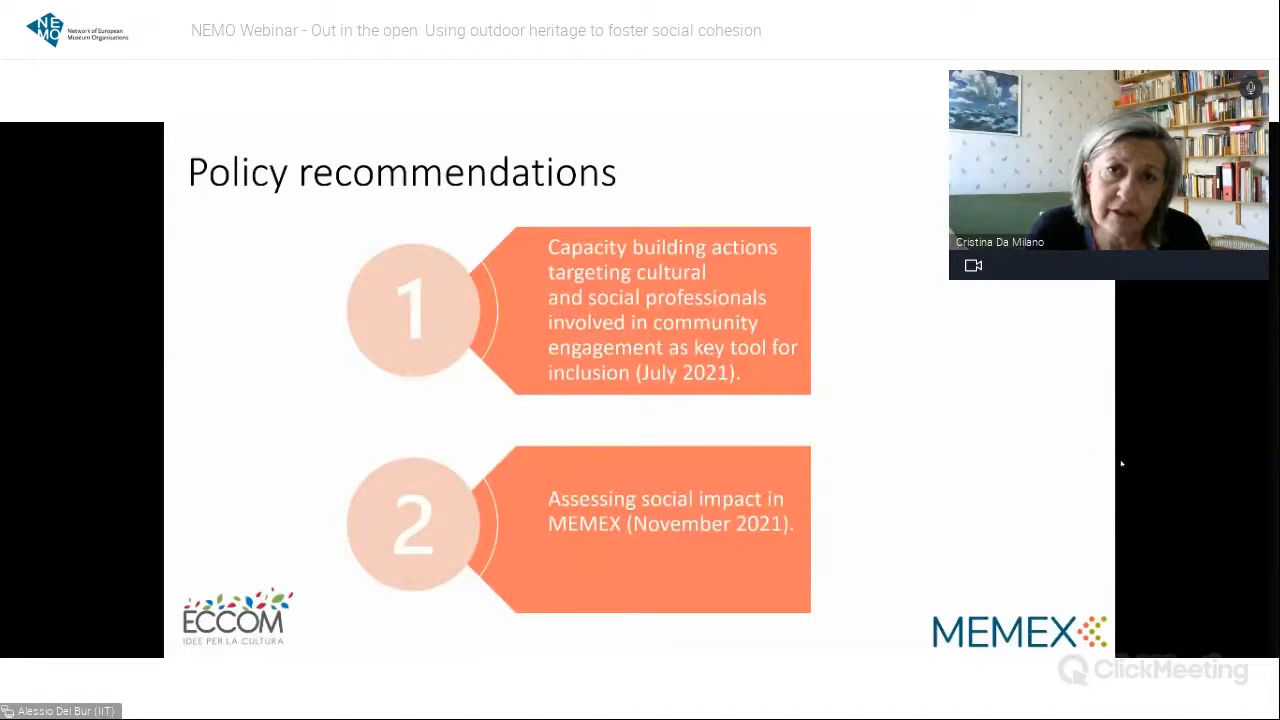 NE
MO
Network of European
Museum Organisations
NEMO Webinar - Out in the open: Using outdoor heritage to foster social cohesion
Cristina Da Milano
Policy recommendations
1
Capacity building actions
targeting cultural
and social professionals
involved in community
engagement as key tool for
inclusion (July 2021).
2
Assessing social impact in
MEMEX (November 2021).
ECCOM
IDEE PER LA CULTURA
MEMEX
ClickMeeting
Alessio Del Bur (IIT)